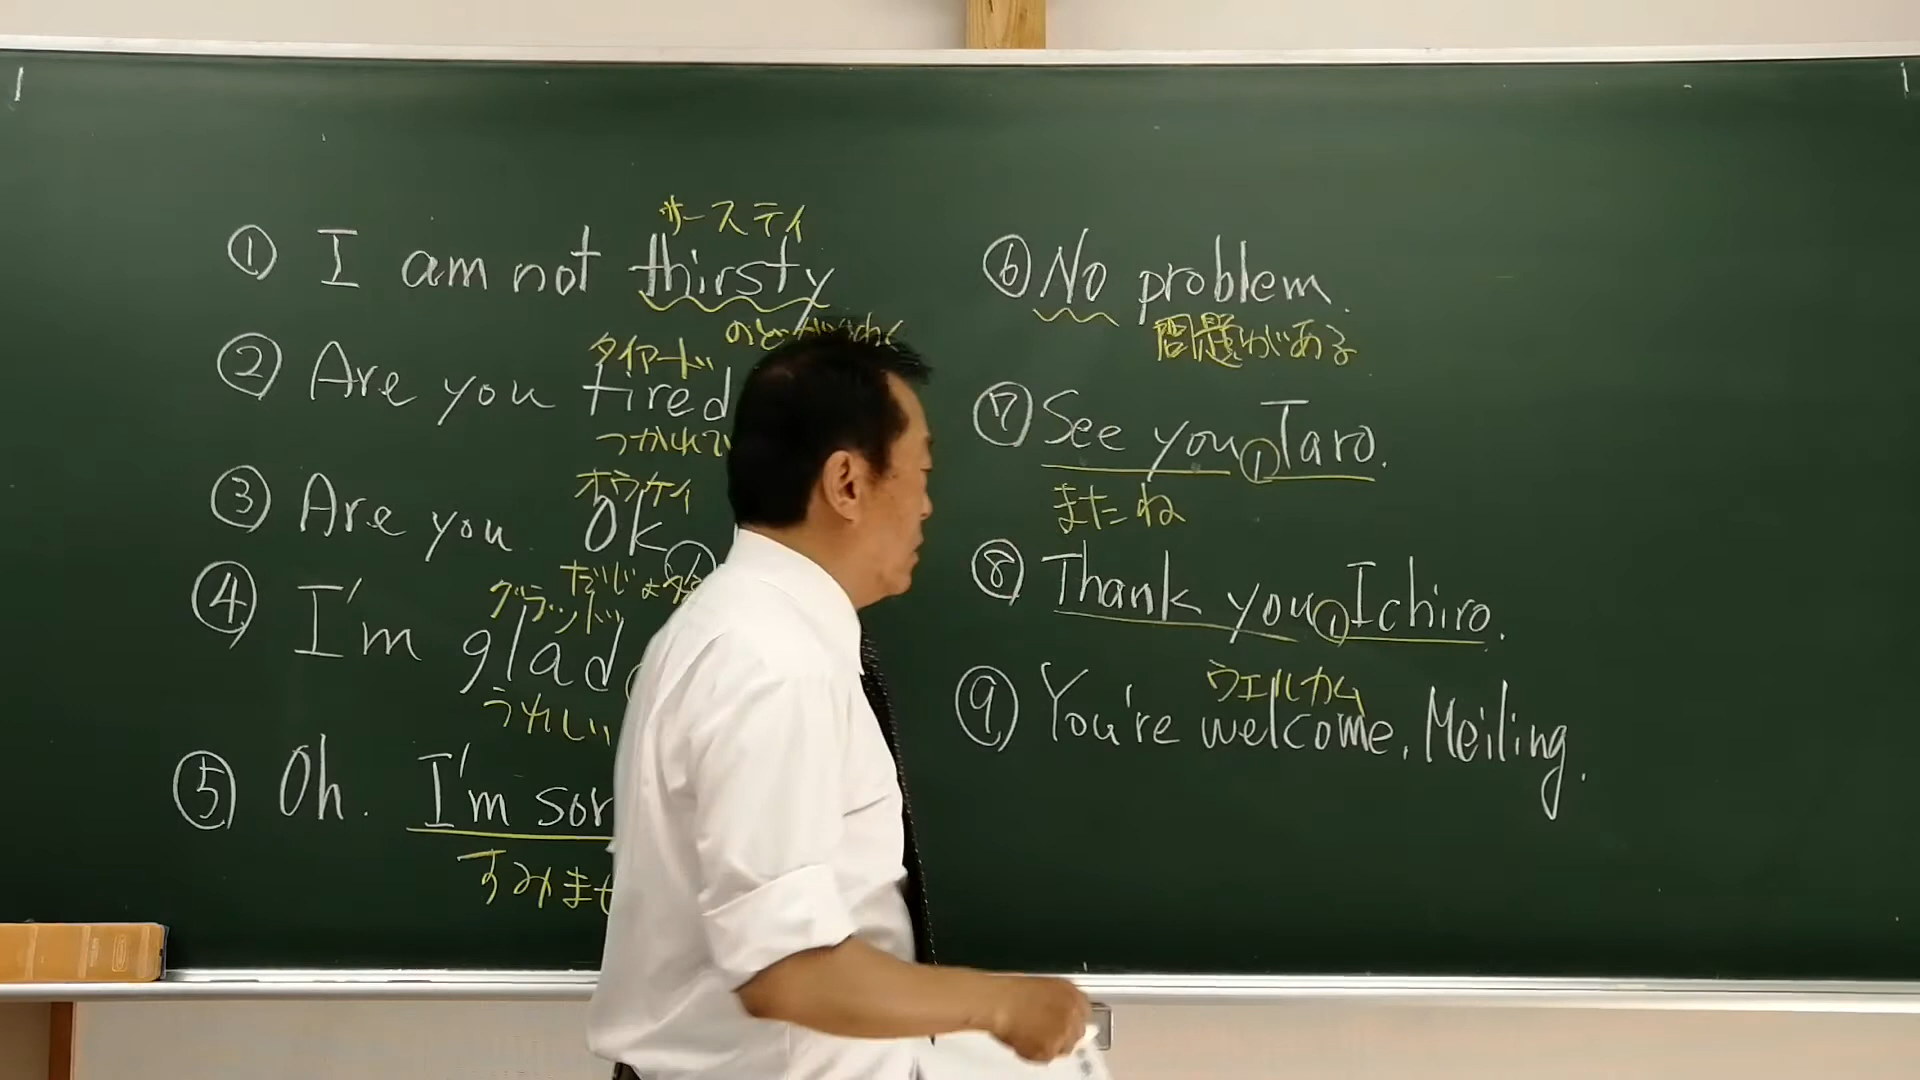 サースティ
① I am not thirsty
のどがかわく
タイアード
② Are you tired
つかれて
オウケイ
③ Are you OK
だいじょ
グラッド
④ I'm glad
うれしい
⑤ Oh. I'm
すみませ
⑥ No problem.
問題がある
⑦ See you, Taro.
またね
⑧ Thank you, Ichiro.
ウェルカム
⑨ You're welcome, Meiling.